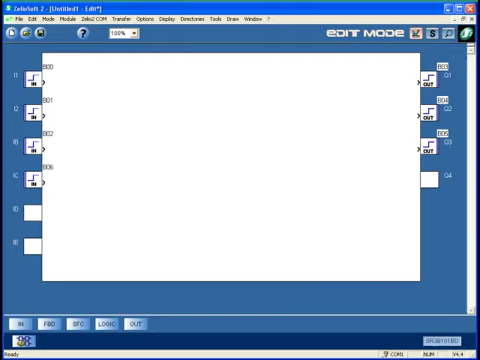 ZelioSoft 2 - [Untitled1 - Edit*]
File Edit Mode Module Zelio2 COM Transfer Options Display Directories Tools Draw Window ?
100% EDIT MODE
I1 B00 B03 Q1
IN OUT
I2 B01 B04 Q2
IN OUT
IB B02 B05 Q3
IN OUT
IC B06 Q4
IN
ID
IE
IN FBD SFC LOGIC OUT
SR3B101BD
Ready COM1 NUM V4.4